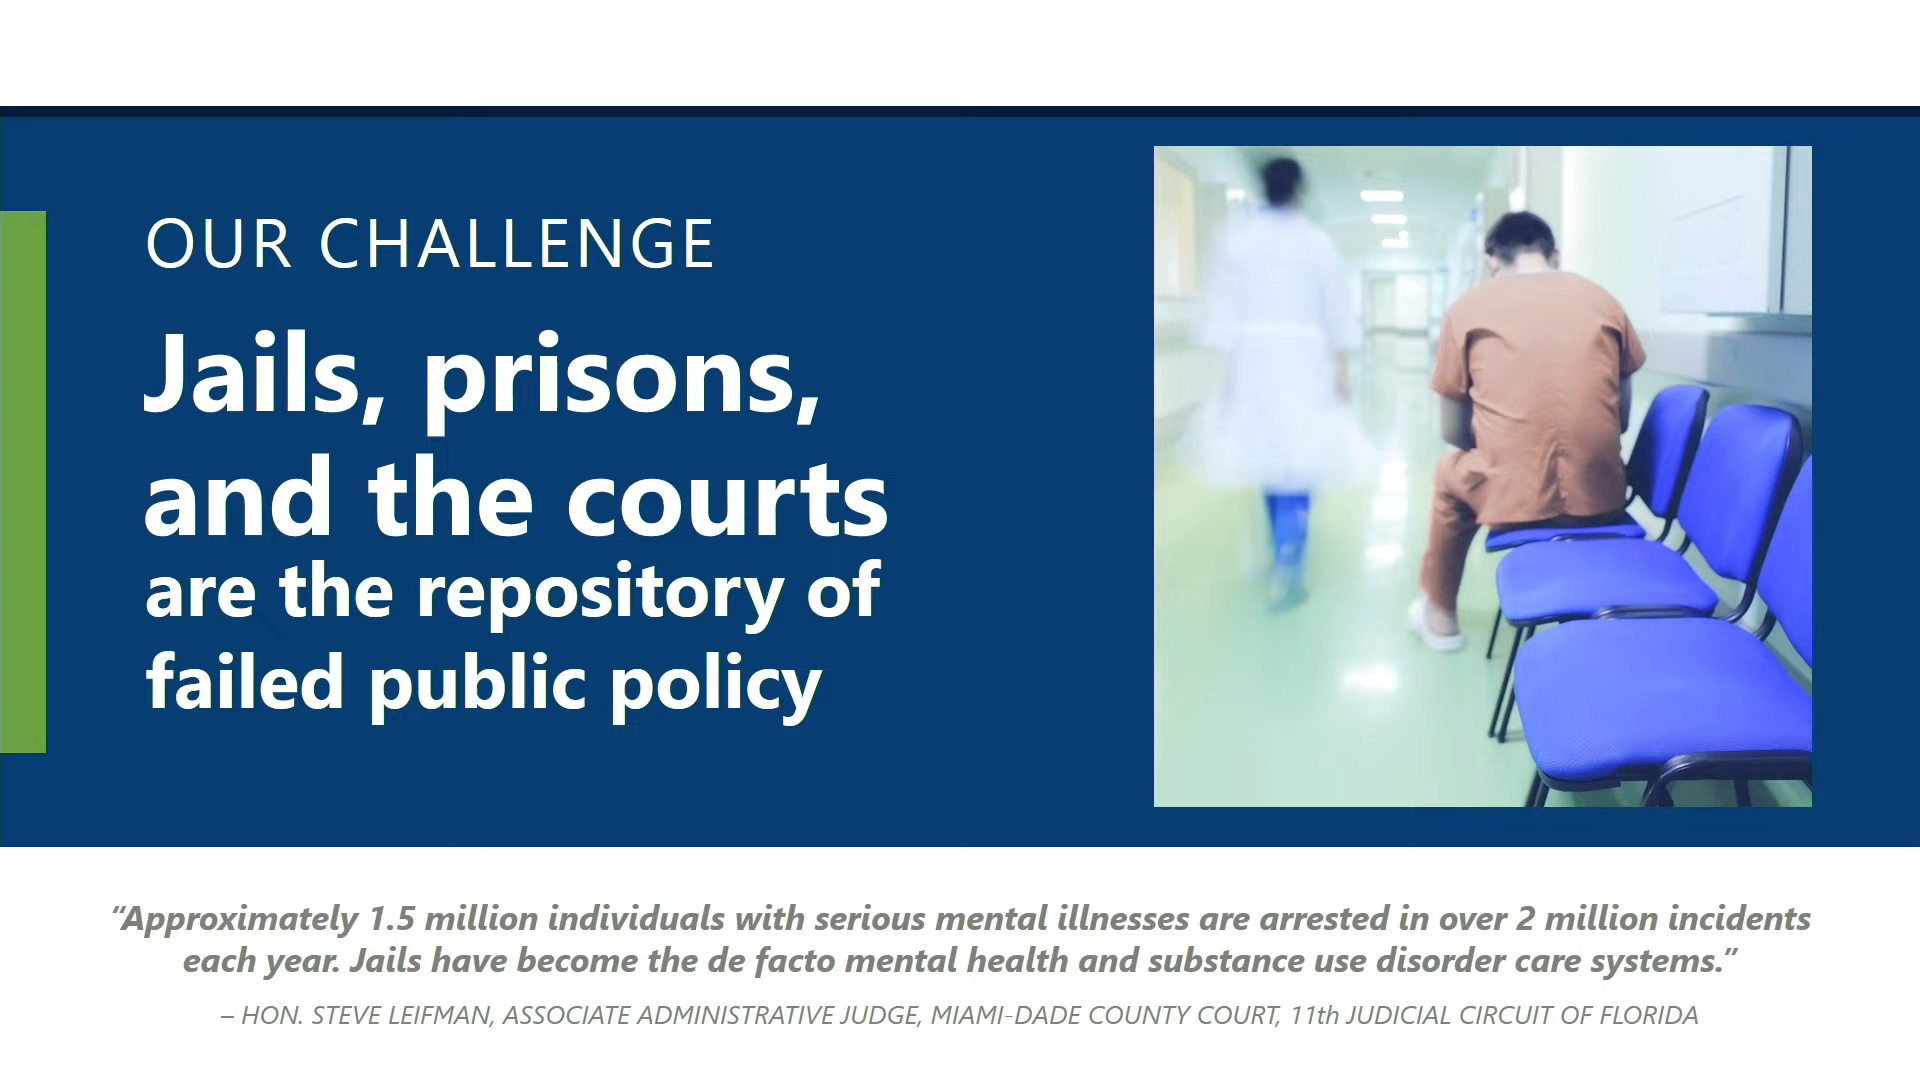 OUR CHALLENGE
Jails, prisons,
and the courts
are the repository of
failed public policy
“Approximately 1.5 million individuals with serious mental illnesses are arrested in over 2 million incidents
each year. Jails have become the de facto mental health and substance use disorder care systems.”
– HON. STEVE LEIFMAN, ASSOCIATE ADMINISTRATIVE JUDGE, MIAMI-DADE COUNTY COURT, 11th JUDICIAL CIRCUIT OF FLORIDA